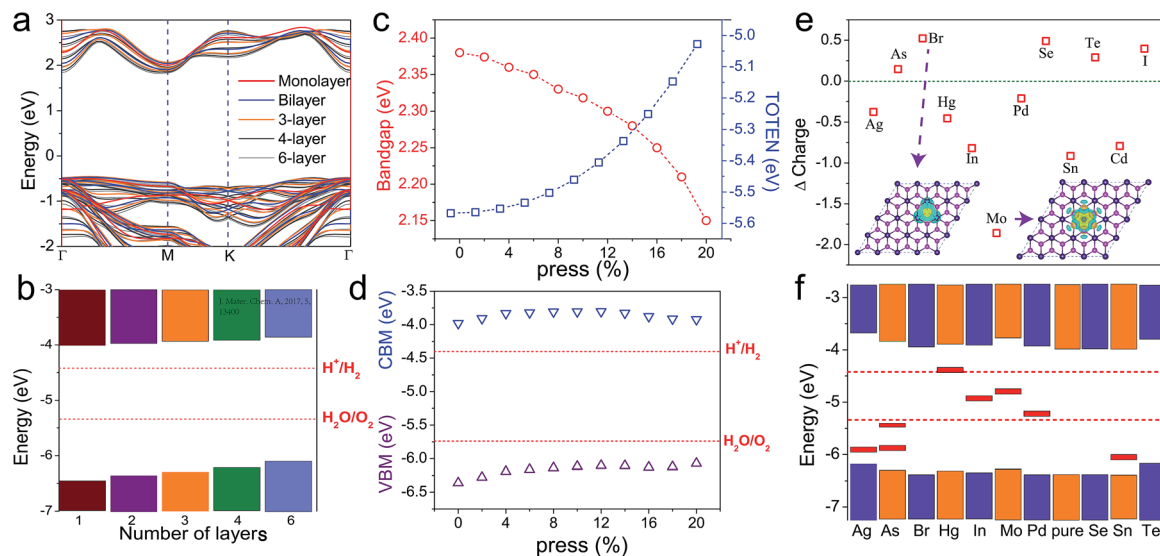 a
3
2
1
0
-1
-2
Energy (eV)
Monolayer
Bilayer
3-layer
4-layer
6-layer
Γ
M
K
Γ
b
-3
-4
-5
-6
-7
Energy (eV)
J. Mater. Chem. A, 2017, 5,
13400
H+/H2
H2O/O2
1
2
3
4
6
Number of layers
c
2.40
2.35
2.30
2.25
2.20
2.15
Bandgap (eV)
-5.0
-5.1
-5.2
-5.3
-5.4
-5.5
-5.6
TOTEN (eV)
0
2
4
6
8
10
12
14
16
18
20
press (%)
d
-3.5
-4.0
-4.5
-5.0
-5.5
-6.0
-6.5
CBM (eV)
VBM (eV)
H+/H2
H2O/O2
0
4
8
12
16
20
press (%)
e
0.5
0.0
-0.5
-1.0
-1.5
-2.0
Δ Charge
As
Br
Se
Te
I
Ag
Hg
Pd
In
Sn
Cd
Mo
f
-3
-4
-5
-6
-7
Energy (eV)
Ag
As
Br
Hg
In
Mo
Pd
pure
Se
Sn
Te